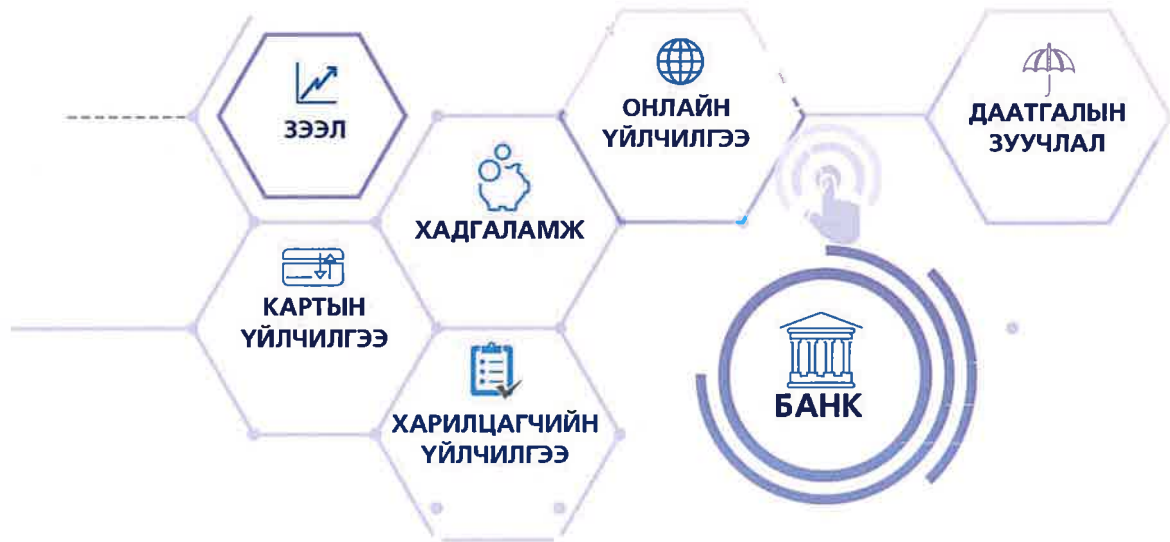 ЗЭЭЛ
ОНЛАЙН
ҮЙЛЧИЛГЭЭ
ДААТГАЛЫН
ЗУУЧЛАЛ
ХАДГАЛАМЖ
КАРТЫН
ҮЙЛЧИЛГЭЭ
ХАРИЛЦАГЧИЙН
ҮЙЛЧИЛГЭЭ
БАНК